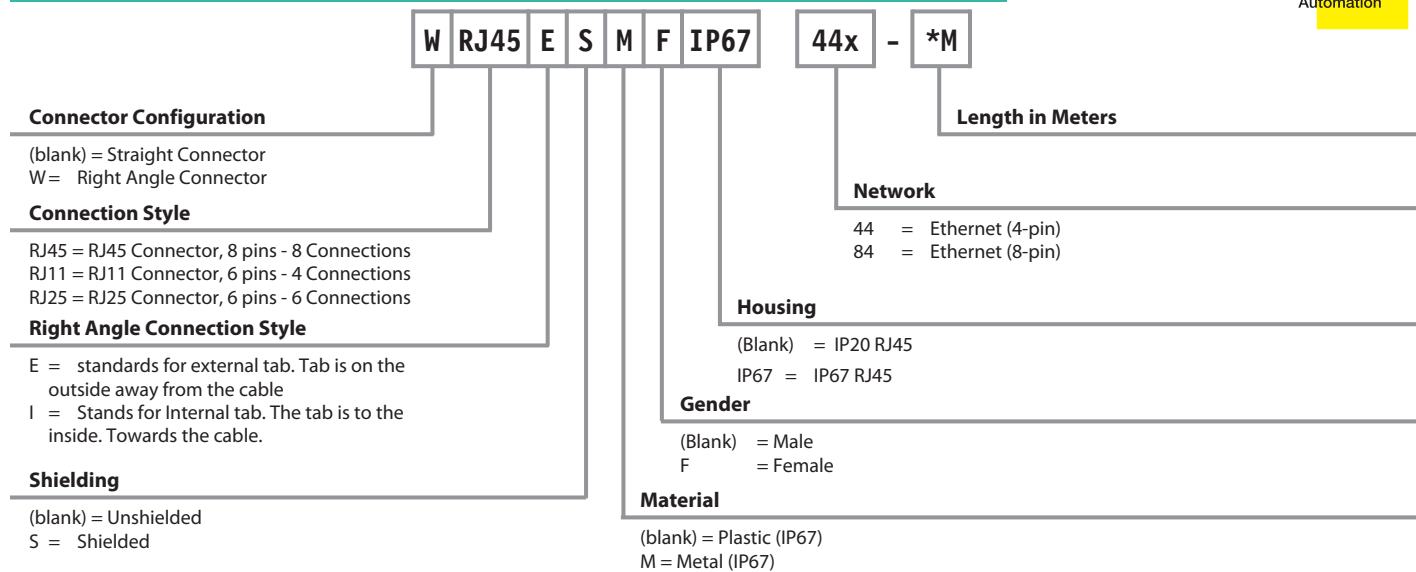 Automation
W RJ45 E S M F IP67 44x - *M
Connector Configuration
(blank) = Straight Connector
W = Right Angle Connector
Connection Style
RJ45 = RJ45 Connector, 8 pins - 8 Connections
RJ11 = RJ11 Connector, 6 pins - 4 Connections
RJ25 = RJ25 Connector, 6 pins - 6 Connections
Right Angle Connection Style
E = standards for external tab. Tab is on the
outside away from the cable
I = Stands for Internal tab. The tab is to the
inside. Towards the cable.
Shielding
(blank) = Unshielded
S = Shielded
Length in Meters
Network
44 = Ethernet (4-pin)
84 = Ethernet (8-pin)
Housing
(Blank) = IP20 RJ45
IP67 = IP67 RJ45
Gender
(Blank) = Male
F = Female
Material
(blank) = Plastic (IP67)
M = Metal (IP67)